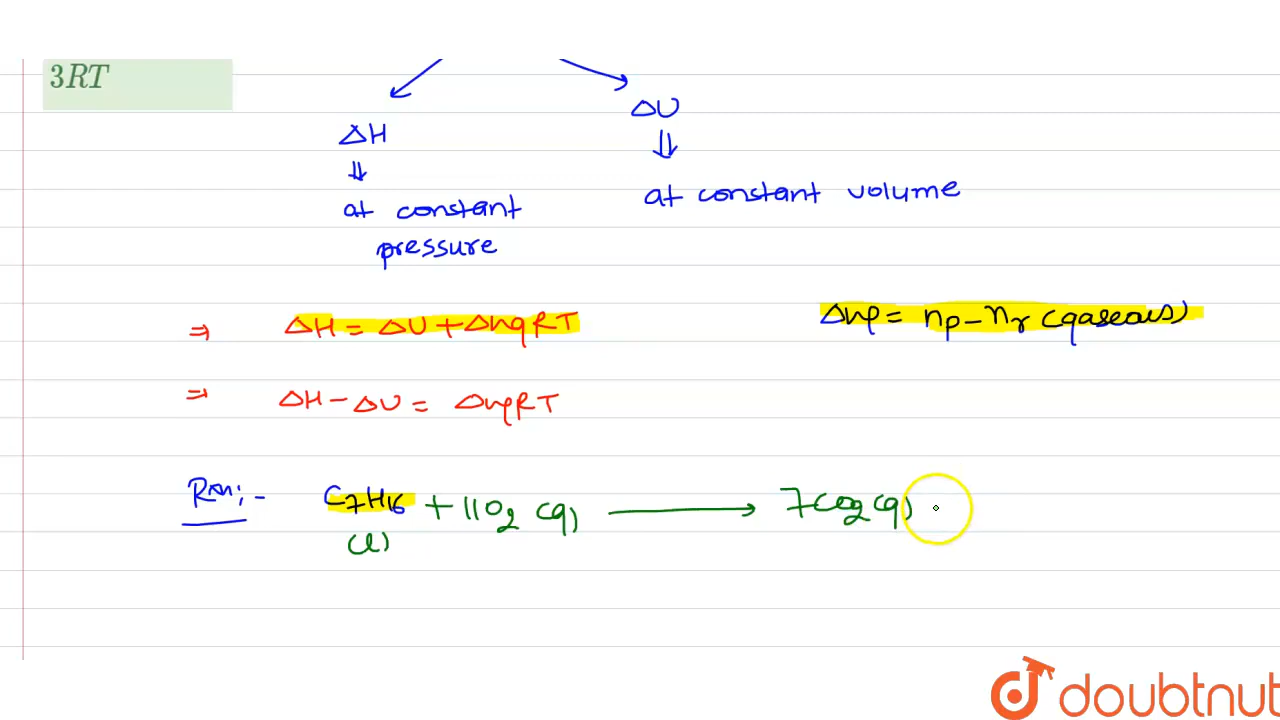 3RT
ΔH ΔU
⇓ ⇓
at constant pressure
at constant volume
⇒ ΔH = ΔU + ΔngRT
Δng = np - nr (gaseous)
⇒ ΔH - ΔU = ΔngRT
Rxn:- C7H16 + 11O2 (g) → 7CO2 (g)
(l)
doubtnut